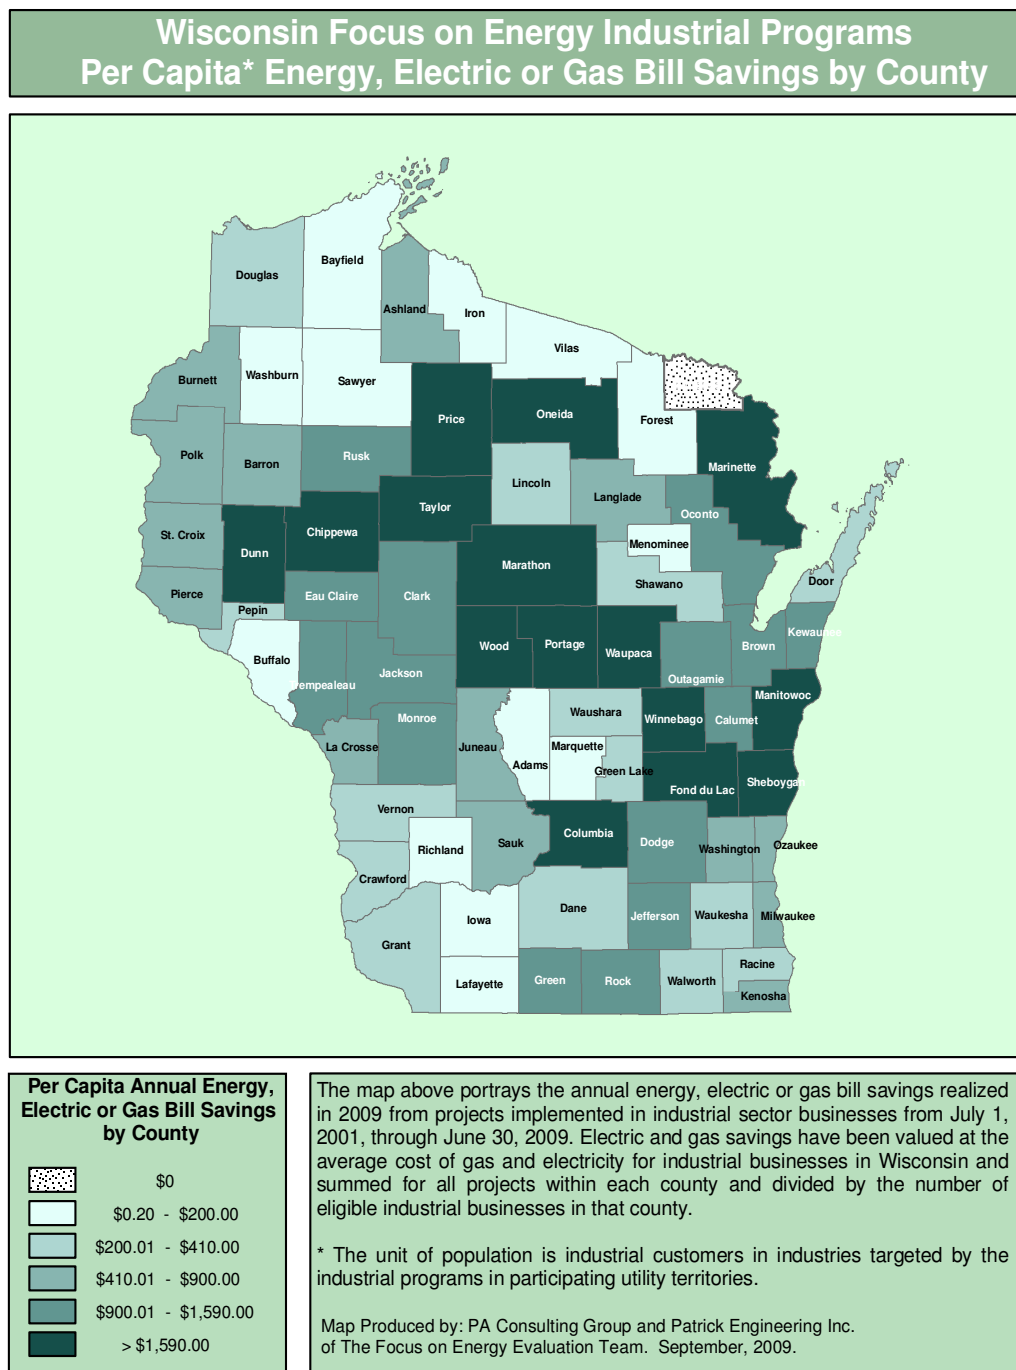 Wisconsin Focus on Energy Industrial Programs
Per Capita* Energy, Electric or Gas Bill Savings by County
Bayfield
Douglas
Ashland
Iron
Vilas
Washburn
Burnett
Sawyer
Price
Oneida
Forest
Polk
Barron
Rusk
Marinette
Lincoln
Langlade
Taylor
Oconto
St. Croix
Chippewa
Dunn
Menominee
Marathon
Shawano
Door
Pierce
Eau Claire
Clark
Pepin
Kewaunee
Wood
Portage
Waupaca
Brown
Buffalo
Jackson
Outagamie
rempealeau
Manitowoc
Waushara
Monroe
Winnebago
Calumet
La Crosse
Juneau
Marquette
Adams
Green Lake
Sheboygan
Fond du Lac
Vernon
Columbia
Sauk
Dodge
Richland
Washington
Ozaukee
Crawford
Dane
Iowa
Jefferson
Waukesha
Milwaukee
Grant
Racine
Lafayette
Green
Rock
Walworth
Kenosha
Per Capita Annual Energy,
Electric or Gas Bill Savings
by County
$0
$0.20 - $200.00
$200.01 - $410.00
$410.01 - $900.00
$900.01 - $1,590.00
> $1,590.00
The map above portrays the annual energy, electric or gas bill savings realized
in 2009 from projects implemented in industrial sector businesses from July 1,
2001, through June 30, 2009. Electric and gas savings have been valued at the
average cost of gas and electricity for industrial businesses in Wisconsin and
summed for all projects within each county and divided by the number of
eligible industrial businesses in that county.
* The unit of population is industrial customers in industries targeted by the
industrial programs in participating utility territories.
Map Produced by: PA Consulting Group and Patrick Engineering Inc.
of The Focus on Energy Evaluation Team. September, 2009.